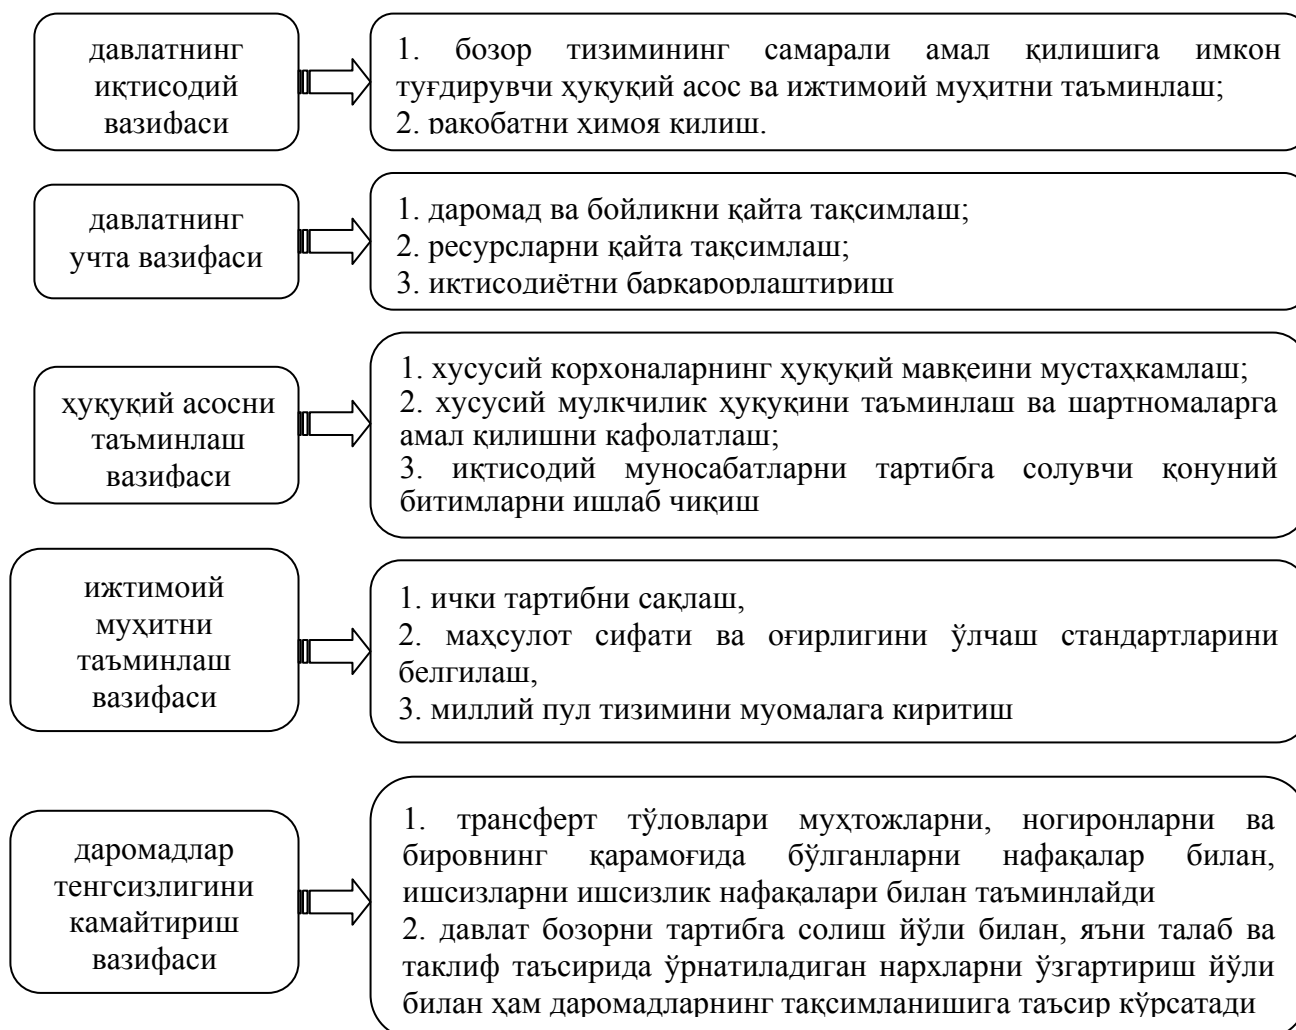 давлатнинг
иқтисодий
вазифаси
1. бозор тизимининг самарали амал қилишига имкон
туғдирувчи ҳуқуқий асос ва ижтимоий муҳитни таъминлаш;
2. рақобатни ҳимоя қилиш.
давлатнинг
учта вазифаси
1. даромад ва бойликни қайта тақсимлаш;
2. ресурсларни қайта тақсимлаш;
3. иқтисодиётни барқарорлаштириш
ҳуқуқий асосни
таъминлаш
вазифаси
1. хусусий корхоналарнинг ҳуқуқий мавқеини мустаҳкамлаш;
2. хусусий мулкчилик ҳуқуқини таъминлаш ва шартномаларга
амал қилишни кафолатлаш;
3. иқтисодий муносабатларни тартибга солувчи қонуний
битимларни ишлаб чиқиш
ижтимоий
муҳитни
таъминлаш
вазифаси
1. ички тартибни сақлаш,
2. маҳсулот сифати ва оғирлигини ўлчаш стандартларини
белгилаш,
3. миллий пул тизимини муомалага киритиш
даромадлар
тенгсизлигини
камайтириш
вазифаси
1. трансферт тўловлари муҳтожларни, ногиронларни ва
бировнинг қарамоғида бўлганларни нафақалар билан,
ишсизларни ишсизлик нафақалари билан таъминлайди
2. давлат бозорни тартибга солиш йўли билан, яъни талаб ва
таклиф таъсирида ўрнатиладиган нархларни ўзгартириш йўли
билан ҳам даромадларнинг тақсимланишига таъсир кўрсатади